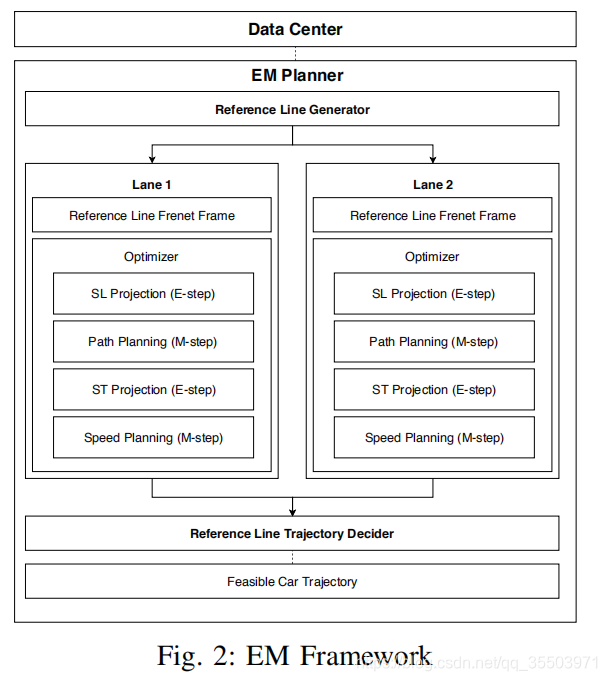 Data Center
EM Planner
Reference Line Generator
Lane 1
Reference Line Frenet Frame
Optimizer
SL Projection (E-step)
Path Planning (M-step)
ST Projection (E-step)
Speed Planning (M-step)
Lane 2
Reference Line Frenet Frame
Optimizer
SL Projection (E-step)
Path Planning (M-step)
ST Projection (E-step)
Speed Planning (M-step)
Reference Line Trajectory Decider
Feasible Car Trajectory
Fig. 2: EM Framework
csdn.net/qq_35503971